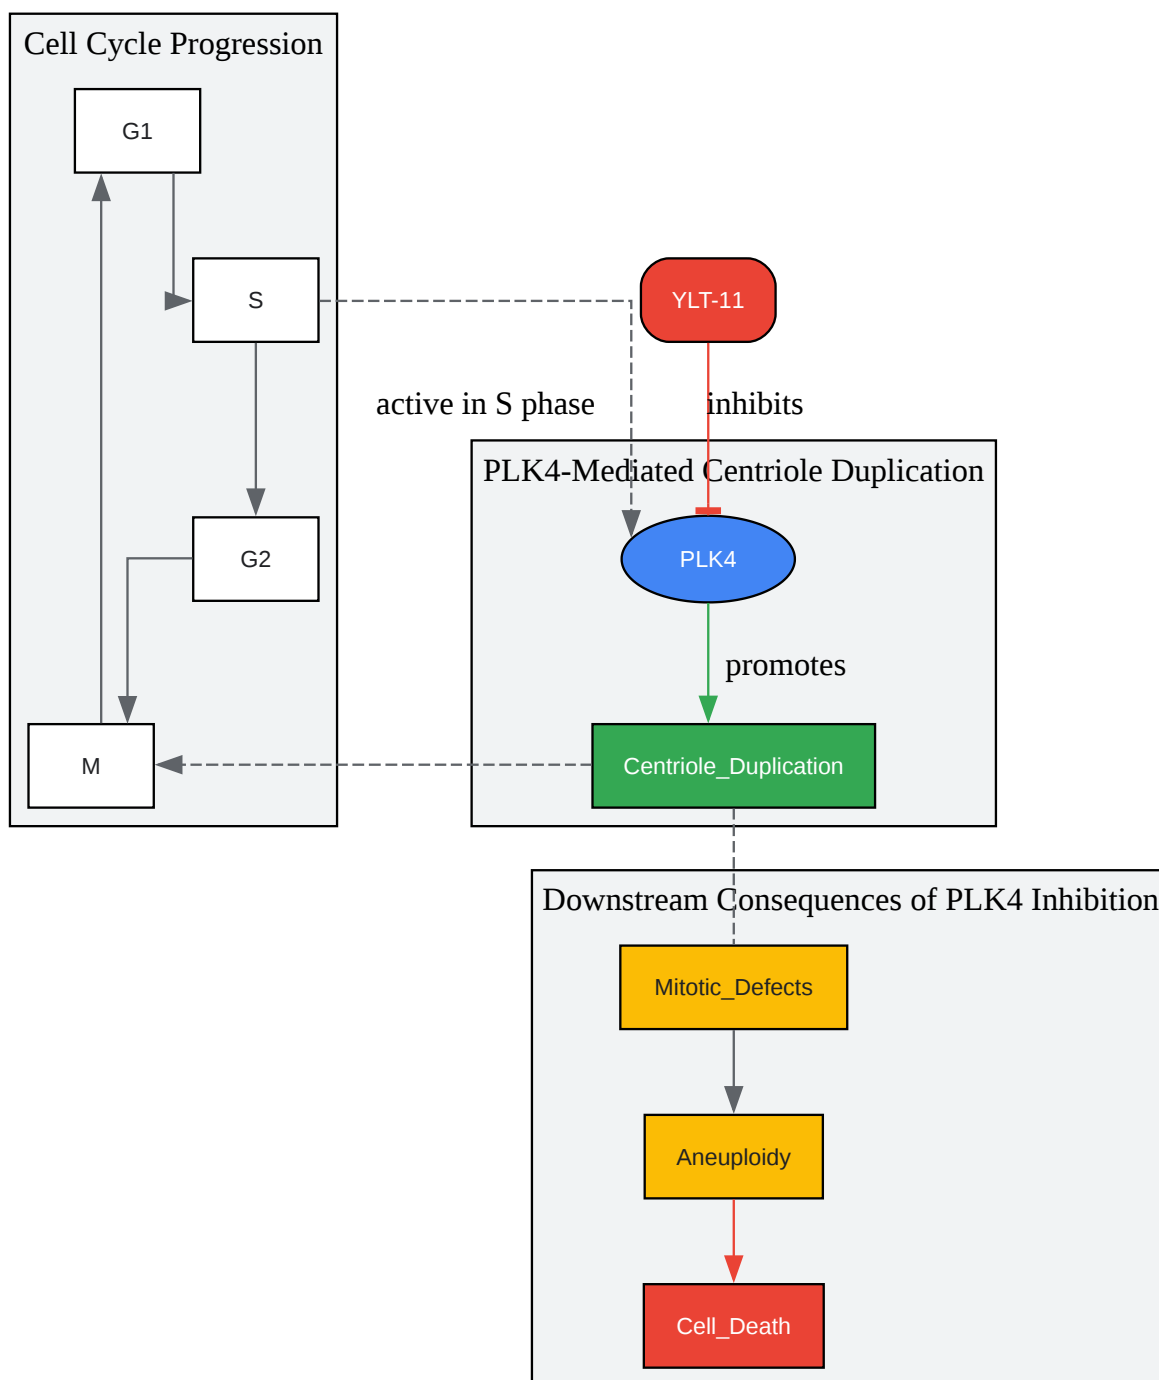 Cell Cycle Progression
G1
S
YLT-11
active in S phase
inhibits
PLK4-Mediated Centriole Duplication
G2
PLK4
promotes
M
Centriole_Duplication
Downstream Consequences of PLK4 Inhibition
Mitotic_Defects
Aneuploidy
Cell_Death